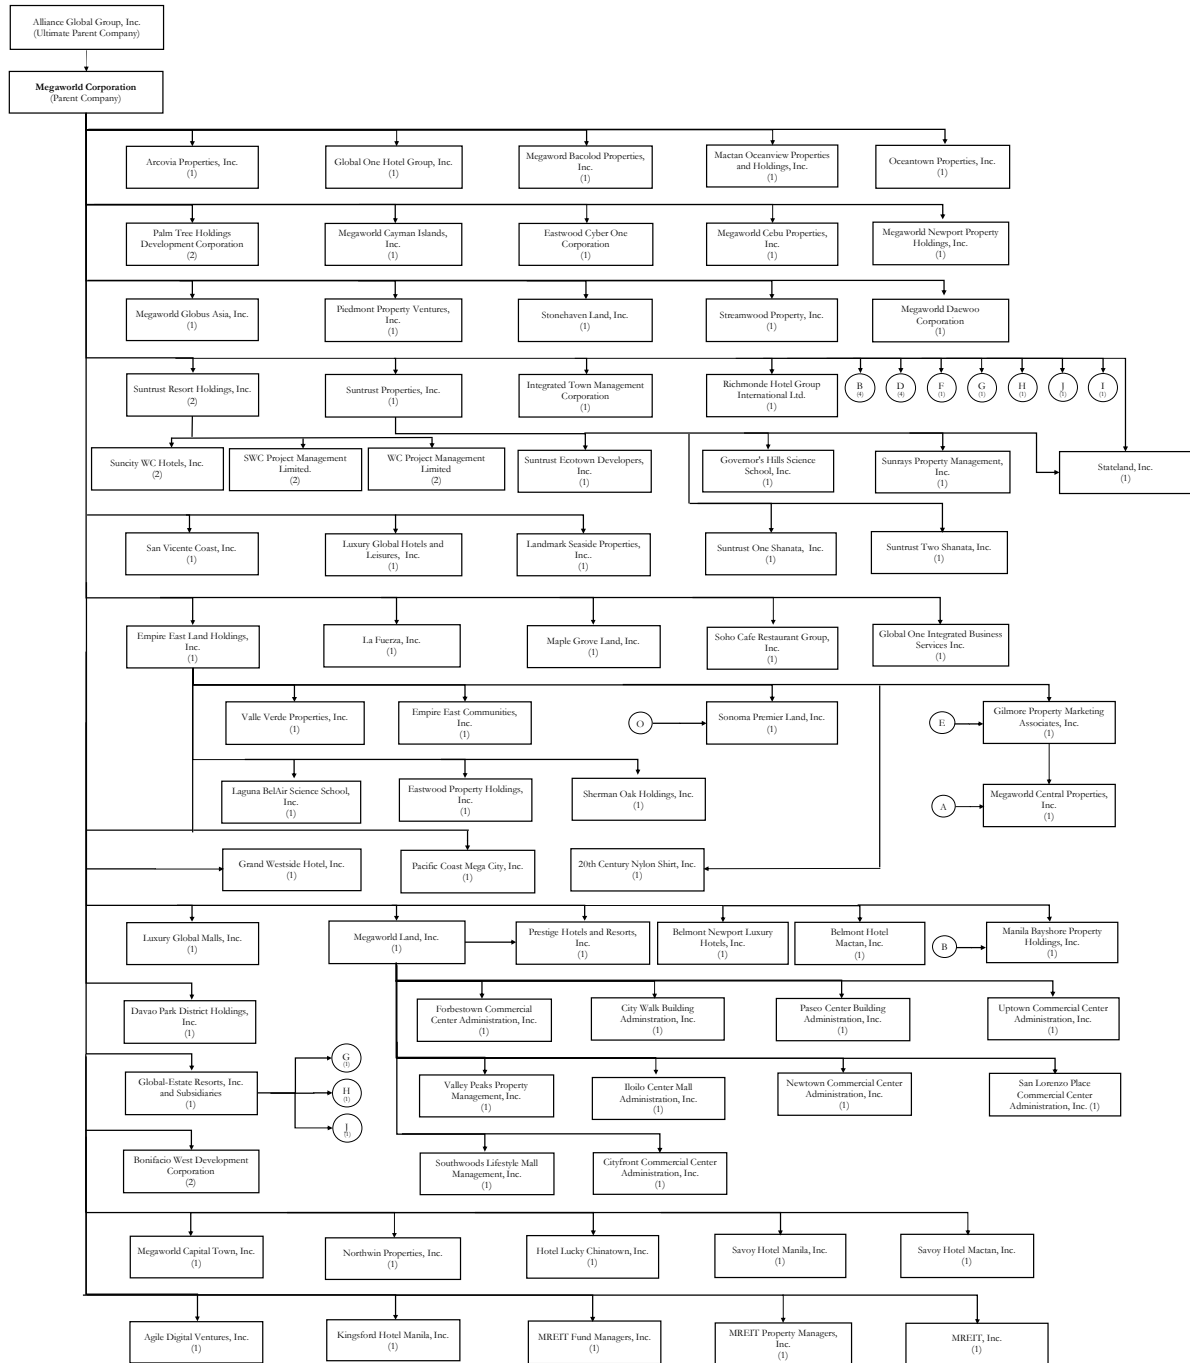 Alliance Global Group, Inc.
(Ultimate Parent Company)
Megaworld Corporation
(Parent Company)
Arcovia Properties, Inc.
(1)
Global One Hotel Group, Inc.
(1)
Megaword Bacolod Properties,
Inc.
(1)
Mactan Oceanview Properties
and Holdings, Inc.
(1)
Oceantown Properties, Inc.
(1)
Palm Tree Holdings
Development Corporation
(2)
Megaworld Cayman Islands,
Inc.
(1)
Eastwood Cyber One
Corporation
(1)
Megaworld Cebu Properties,
Inc.
(1)
Megaworld Newport Property
Holdings, Inc.
(1)
Megaworld Globus Asia, Inc.
(1)
Piedmont Property Ventures,
Inc.
(1)
Stonehaven Land, Inc.
(1)
Streamwood Property, Inc.
(1)
Megaworld Daewoo
Corporation
(1)
Suntrust Resort Holdings, Inc.
(2)
Suntrust Properties, Inc.
(1)
Integrated Town Management
Corporation
(1)
Richmonde Hotel Group
International Ltd.
(1)
B
(4)
D
(4)
F
(1)
G
(1)
H
(1)
J
(1)
I
(1)
Suncity WC Hotels, Inc.
(2)
SWC Project Management
Limited.
(2)
WC Project Management
Limited
(2)
Suntrust Ecotown Developers,
Inc.
(1)
Governor's Hills Science
School, Inc.
(1)
Sunrays Property Management,
Inc.
(1)
Stateland, Inc.
(1)
San Vicente Coast, Inc.
(1)
Luxury Global Hotels and
Leisures, Inc.
(1)
Landmark Seaside Properties,
Inc..
(1)
Suntrust One Shanata, Inc.
(1)
Suntrust Two Shanata, Inc.
(1)
Empire East Land Holdings,
Inc.
(1)
La Fuerza, Inc.
(1)
Maple Grove Land, Inc.
(1)
Soho Cafe Restaurant Group,
Inc.
(1)
Global One Integrated Business
Services Inc.
(1)
Valle Verde Properties, Inc.
(1)
Empire East Communities,
Inc.
(1)
O
Sonoma Premier Land, Inc.
(1)
E
Gilmore Property Marketing
Associates, Inc.
(1)
Laguna BelAir Science School,
Inc.
(1)
Eastwood Property Holdings,
Inc.
(1)
Sherman Oak Holdings, Inc.
(1)
A
Megaworld Central Properties,
Inc.
(1)
Grand Westside Hotel, Inc.
(1)
Pacific Coast Mega City, Inc.
(1)
20th Century Nylon Shirt, Inc.
(1)
Luxury Global Malls, Inc.
(1)
Megaworld Land, Inc.
(1)
Prestige Hotels and Resorts,
Inc.
(1)
Belmont Newport Luxury
Hotels, Inc.
(1)
Belmont Hotel
Mactan, Inc.
(1)
B
Manila Bayshore Property
Holdings, Inc.
(1)
Davao Park District Holdings,
Inc.
(1)
Forbestown Commercial
Center Administration, Inc.
(1)
City Walk Building
Adminstration, Inc.
(1)
Paseo Center Building
Administration, Inc.
(1)
Uptown Commercial Center
Administration, Inc.
(1)
Global-Estate Resorts, Inc.
and Subsidiaries
(1)
G
(1)
H
(1)
J
(1)
Valley Peaks Property
Management, Inc.
(1)
Iloilo Center Mall
Administration, Inc.
(1)
Newtown Commercial Center
Administration, Inc.
(1)
San Lorenzo Place
Commercial Center
Administration, Inc. (1)
Bonifacio West Development
Corporation
(2)
Southwoods Lifestyle Mall
Management, Inc.
(1)
Cityfront Commercial Center
Administration, Inc.
(1)
Megaworld Capital Town, Inc.
(1)
Northwin Properties, Inc.
(1)
Hotel Lucky Chinatown, Inc.
(1)
Savoy Hotel Manila, Inc.
(1)
Savoy Hotel Mactan, Inc.
(1)
Agile Digital Ventures, Inc.
(1)
Kingsford Hotel Manila, Inc.
(1)
MREIT Fund Managers, Inc.
(1)
MREIT Property Managers,
Inc.
(1)
MREIT, Inc.
(1)